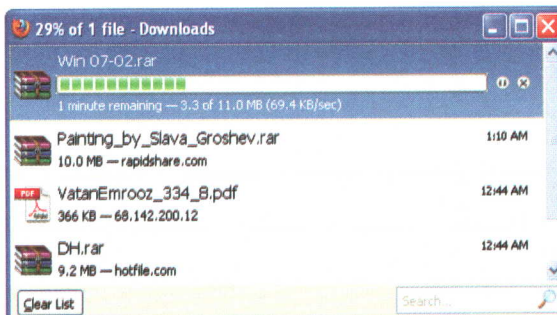 29% of 1 file - Downloads
Win 07-02.rar
1 minute remaining — 3.3 of 11.0 MB (69.4 KB/sec)
Painting_by_Slava_Groshev.rar 1:10 AM
10.0 MB — rapidshare.com
PDF VatanEmrooz_334_8.pdf 12:44 AM
366 KB — 68.142.200.12
DH.rar 12:44 AM
9.2 MB — hotfile.com
Clear List Search...